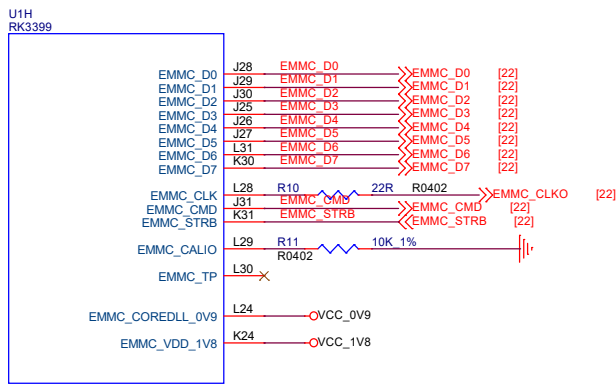 U1H
RK3399
EMMC_D0 J28 EMMC_D0 EMMC_D0 [22]
EMMC_D1 J29 EMMC_D1 EMMC_D1 [22]
EMMC_D2 J30 EMMC_D2 EMMC_D2 [22]
EMMC_D3 J25 EMMC_D3 EMMC_D3 [22]
EMMC_D4 J26 EMMC_D4 EMMC_D4 [22]
EMMC_D5 J27 EMMC_D5 EMMC_D5 [22]
EMMC_D6 L31 EMMC_D6 EMMC_D6 [22]
EMMC_D7 K30 EMMC_D7 EMMC_D7 [22]
EMMC_CLK L28 R10 22R R0402 EMMC_CLKO [22]
EMMC_CMD J31 EMMC_CMD EMMC_CMD [22]
EMMC_STRB K31 EMMC_STRB EMMC_STRB [22]
EMMC_CALIO L29 R11 10K_1%
R0402
EMMC_TP L30
EMMC_COREDLL_0V9 L24 VCC_0V9
EMMC_VDD_1V8 K24 VCC_1V8